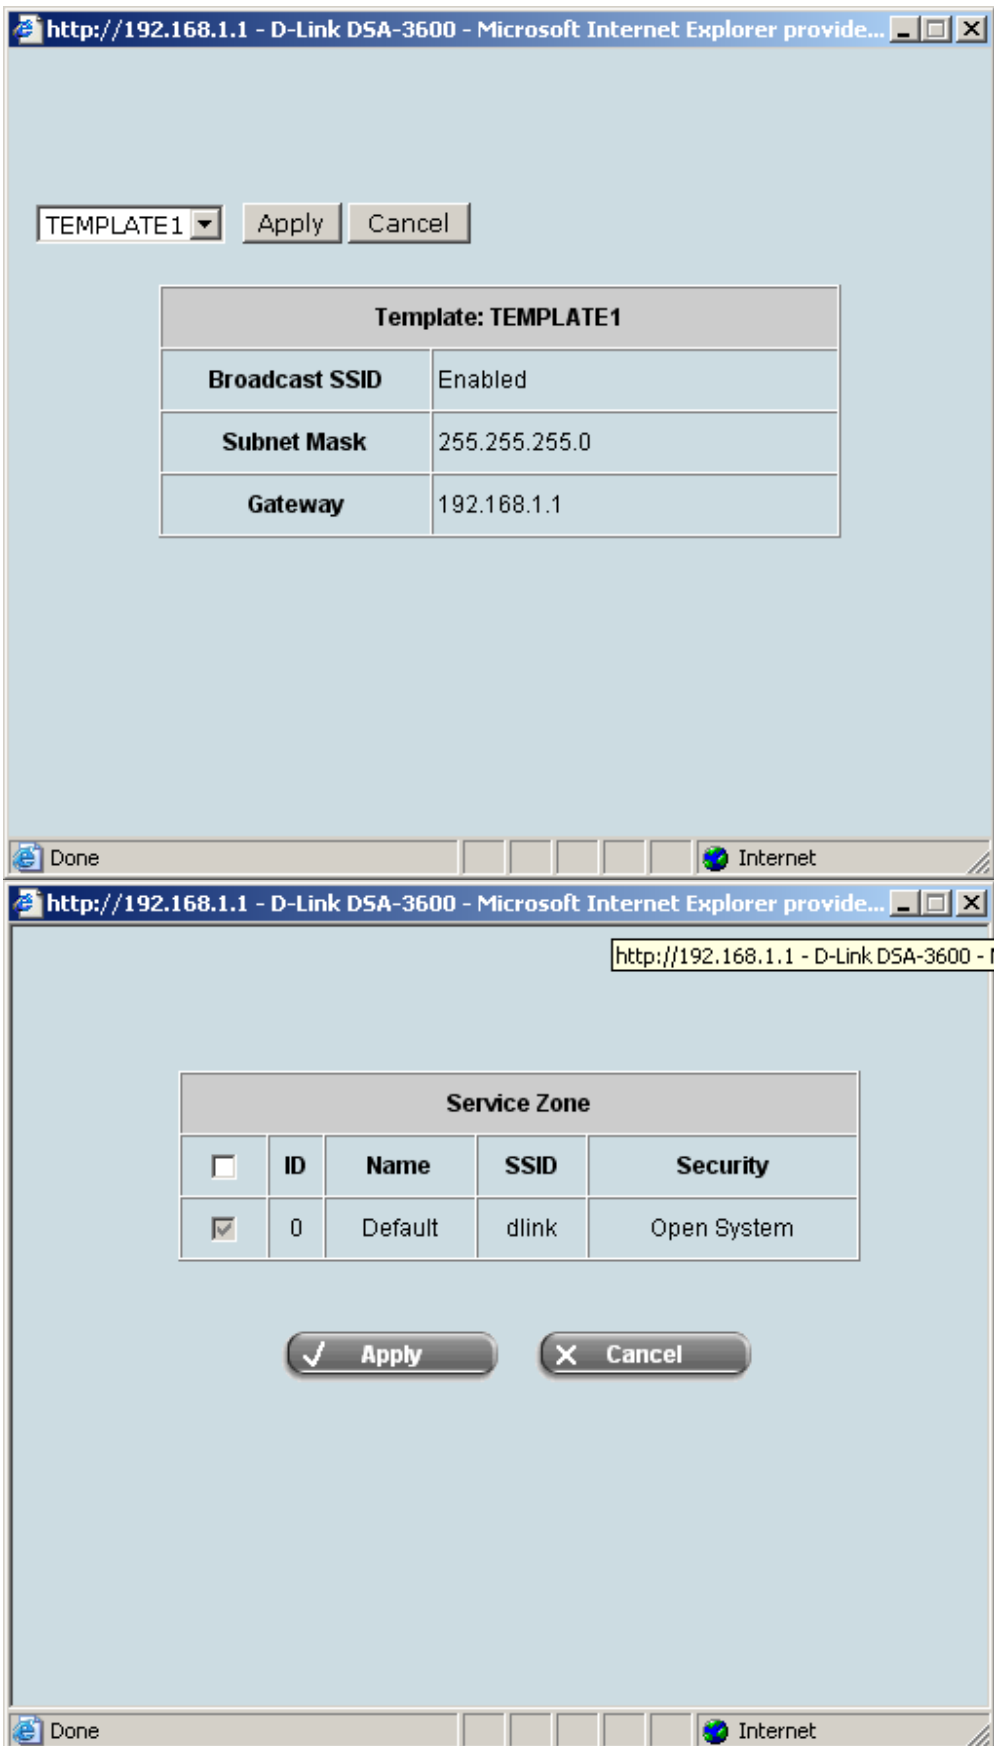 http://192.168.1.1 - D-Link DSA-3600 - Microsoft Internet Explorer provide...
TEMPLATE1 Apply Cancel
Template: TEMPLATE1
Broadcast SSID Enabled
Subnet Mask 255.255.255.0
Gateway 192.168.1.1
Done Internet
http://192.168.1.1 - D-Link DSA-3600 - Microsoft Internet Explorer provide...
http://192.168.1.1 - D-Link DSA-3600 -
Service Zone
ID Name SSID Security
0 Default dlink Open System
Apply Cancel
Done Internet